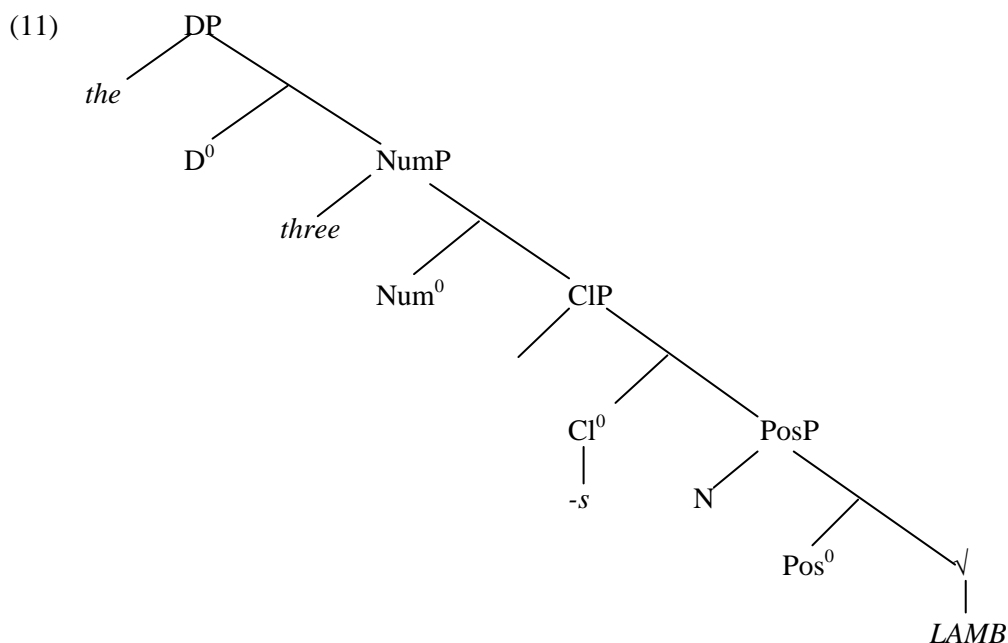 (11) DP
the
D⁰ NumP
three
Num⁰ ClP
Cl⁰ PosP
-s N
Pos⁰ √
LAMB